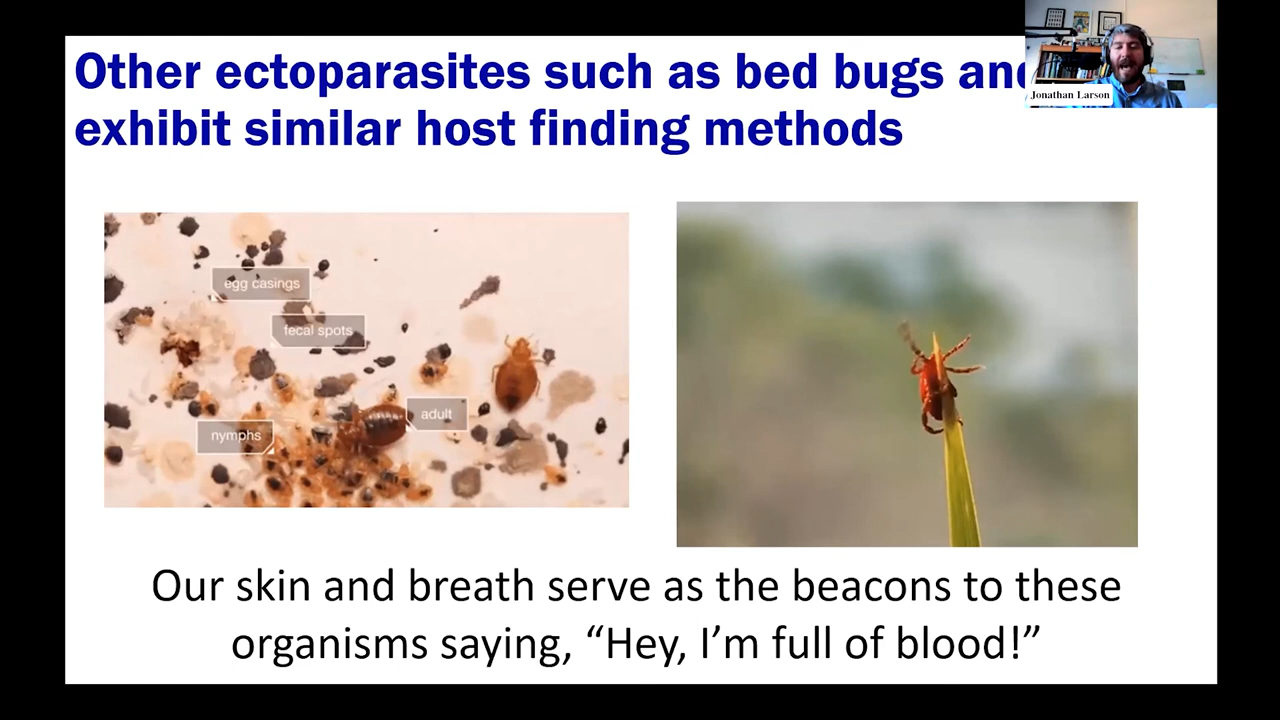 Other ectoparasites such as bed bugs and
Jonathan Larson
exhibit similar host finding methods
egg casings
fecal spots
adult
nymphs
Our skin and breath serve as the beacons to these
organisms saying, “Hey, I’m full of blood!”